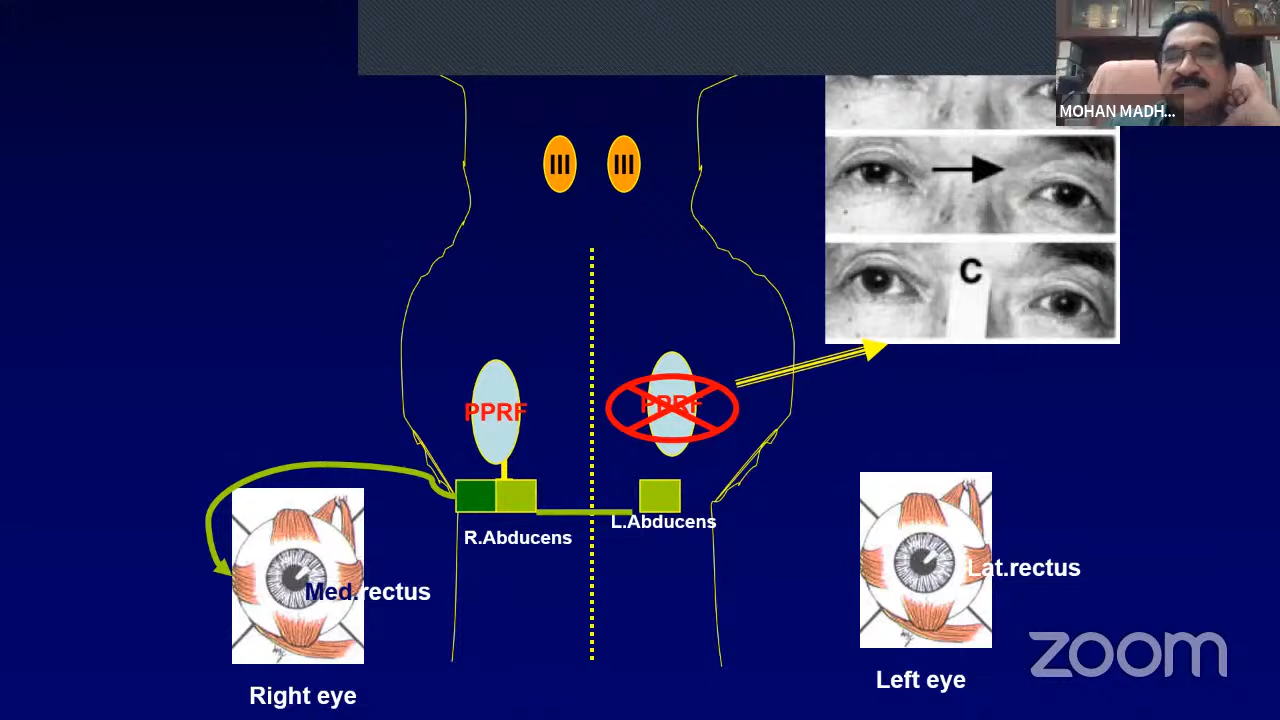 MOHAN MADH...
III
III
C
PPRF
PPRF
R.Abducens
L.Abducens
Med.rectus
Lat.rectus
Right eye
Left eye
zoom